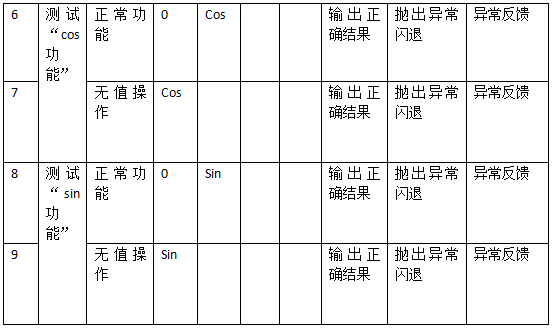 6 测试“cos功能” 正常功能 0 Cos 输出正确结果 抛出异常闪退 异常反馈
7 无值操作 Cos 输出正确结果 抛出异常闪退 异常反馈
8 测试“sin功能” 正常功能 0 Sin 输出正确结果 抛出异常闪退 异常反馈
9 无值操作 Sin 输出正确结果 抛出异常闪退 异常反馈